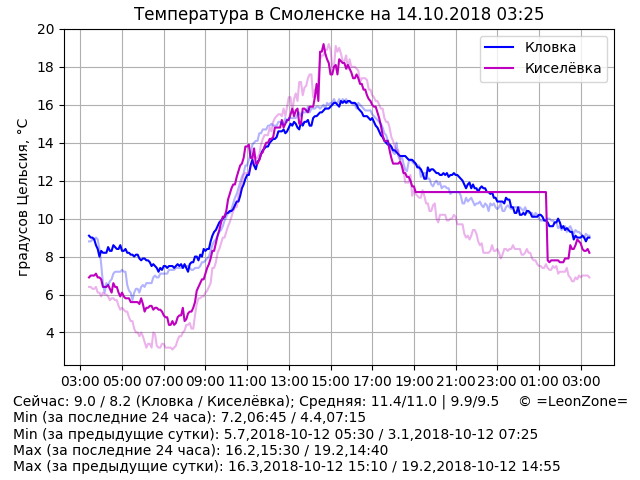 Температура в Смоленске на 14.10.2018 03:25
Кловка
Киселёвка
градусов Цельсия, °C
20
18
16
14
12
10
8
6
4
03:00 05:00 07:00 09:00 11:00 13:00 15:00 17:00 19:00 21:00 23:00 01:00 03:00
Сейчас: 9.0 / 8.2 (Кловка / Киселёвка); Средняя: 11.4/11.0 | 9.9/9.5 © =LeonZone=
Min (за последние 24 часа): 7.2,06:45 / 4.4,07:15
Min (за предыдущие сутки): 5.7,2018-10-12 05:30 / 3.1,2018-10-12 07:25
Max (за последние 24 часа): 16.2,15:30 / 19.2,14:40
Max (за предыдущие сутки): 16.3,2018-10-12 15:10 / 19.2,2018-10-12 14:55